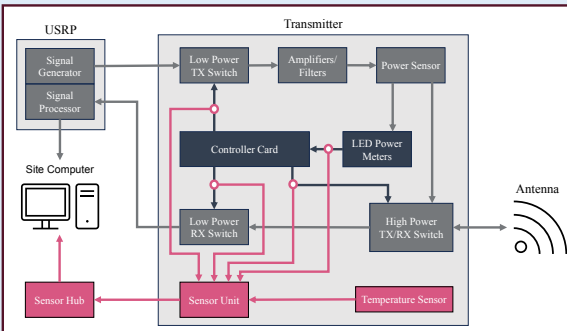 USRP
Transmitter
Signal
Generator
Signal
Processor
Low Power
TX Switch
Amplifiers/
Filters
Power Sensor
Controller Card
LED Power
Meters
Site Computer
Low Power
RX Switch
High Power
TX/RX Switch
Antenna
Sensor Hub
Sensor Unit
Temperature Sensor